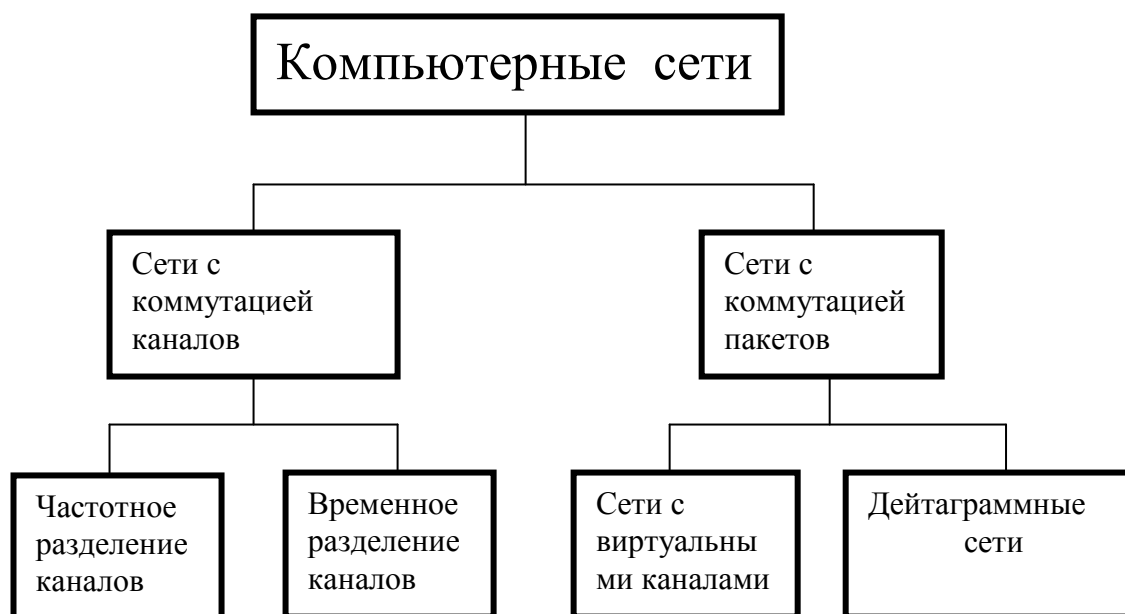 Компьютерные сети
Сети с
коммутацией
каналов
Сети с
коммутацией
пакетов
Частотное
разделение
каналов
Временное
разделение
каналов
Сети с
виртуальны
ми каналами
Дейтаграммные
сети